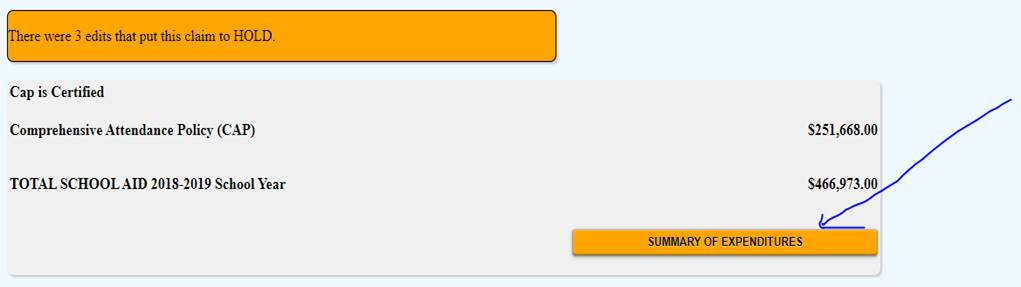 There were 3 edits that put this claim to HOLD.
Cap is Certified
Comprehensive Attendance Policy (CAP) $251,668.00
TOTAL SCHOOL AID 2018-2019 School Year $466,973.00
SUMMARY OF EXPENDITURES